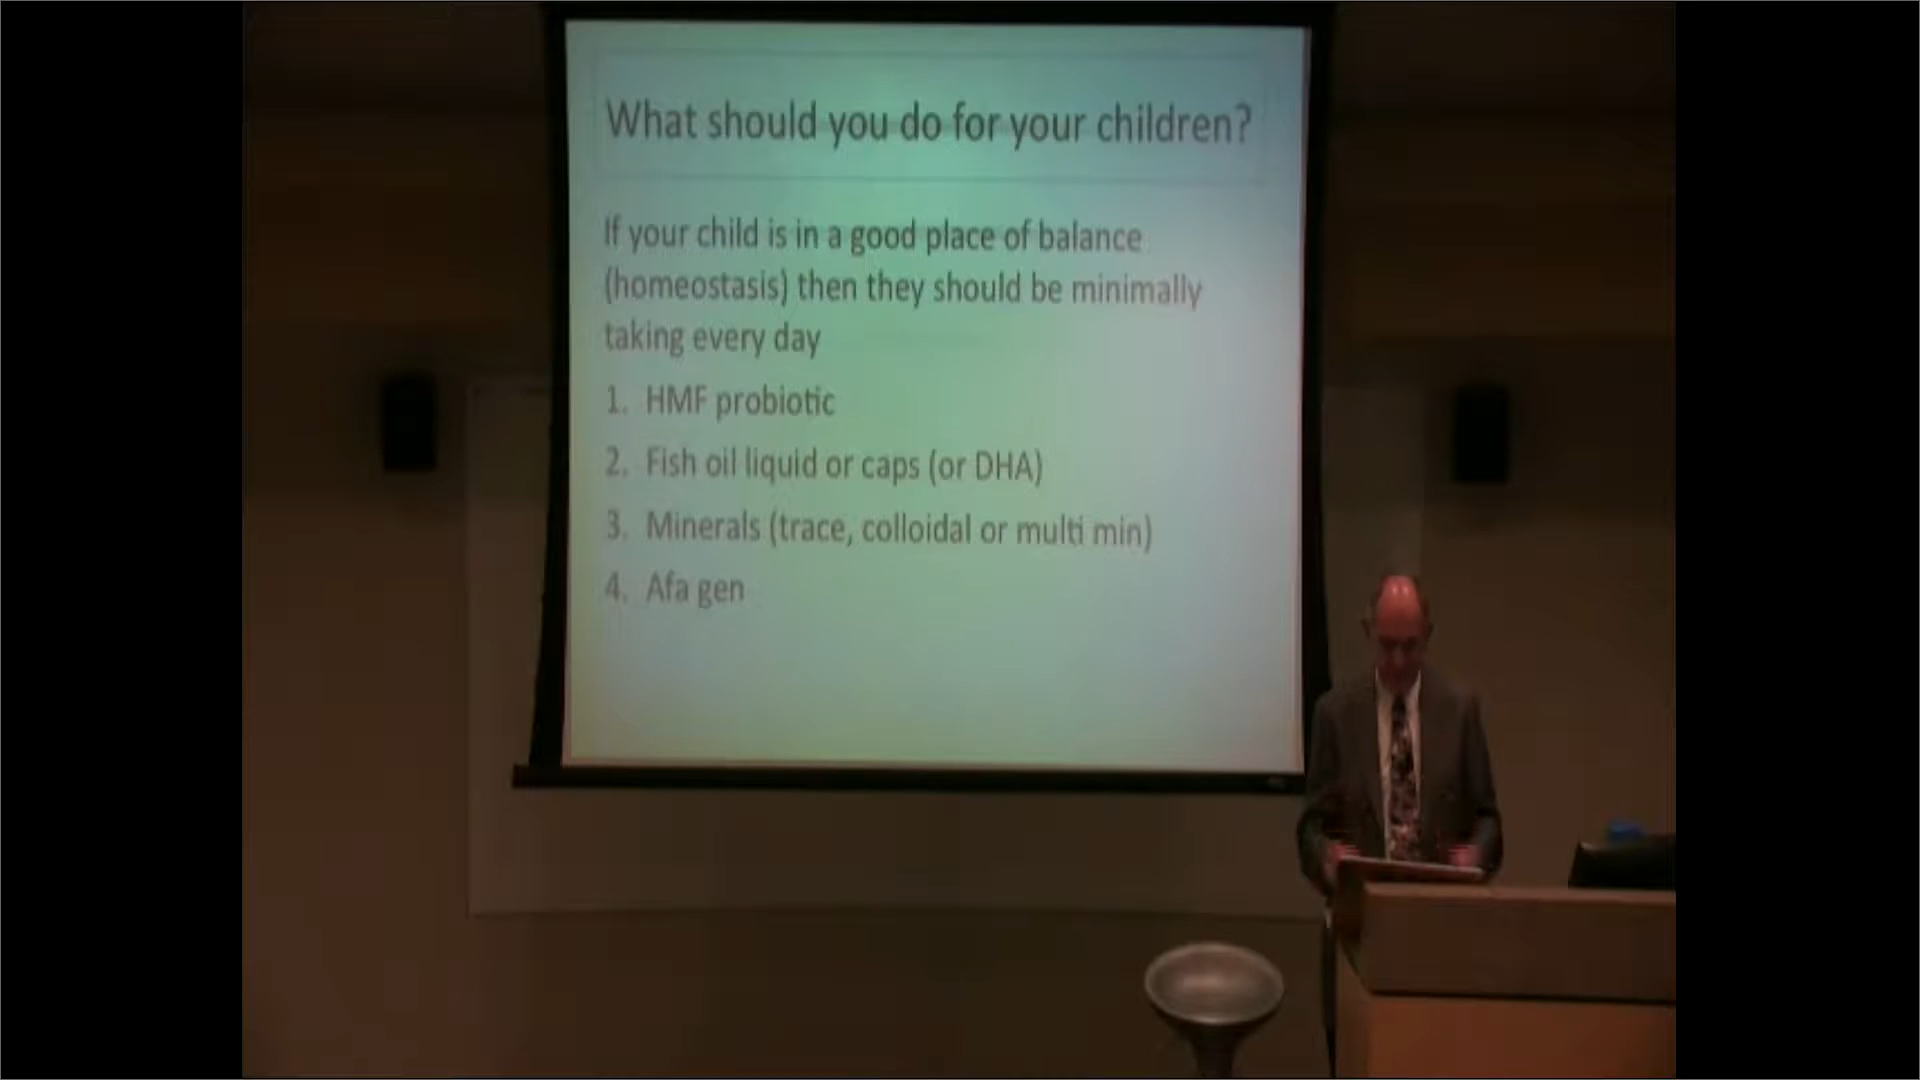 What should you do for your children?
If your child is in a good place of balance
(homeostasis) then they should be minimally
taking every day
1. HMF probiotic
2. Fish oil liquid or caps (or DHA)
3. Minerals (trace, colloidal or multi min)
4. Afa gen